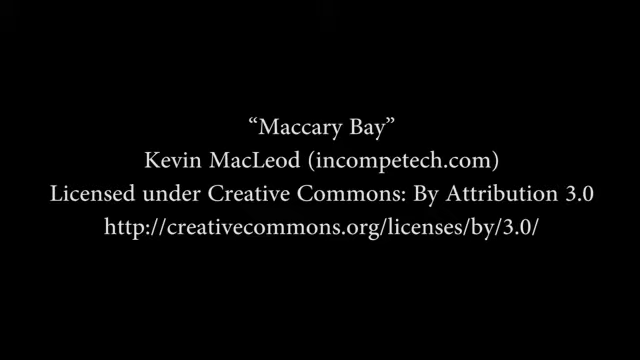 “Maccary Bay”
Kevin MacLeod (incompetech.com)
Licensed under Creative Commons: By Attribution 3.0
http://creativecommons.org/licenses/by/3.0/